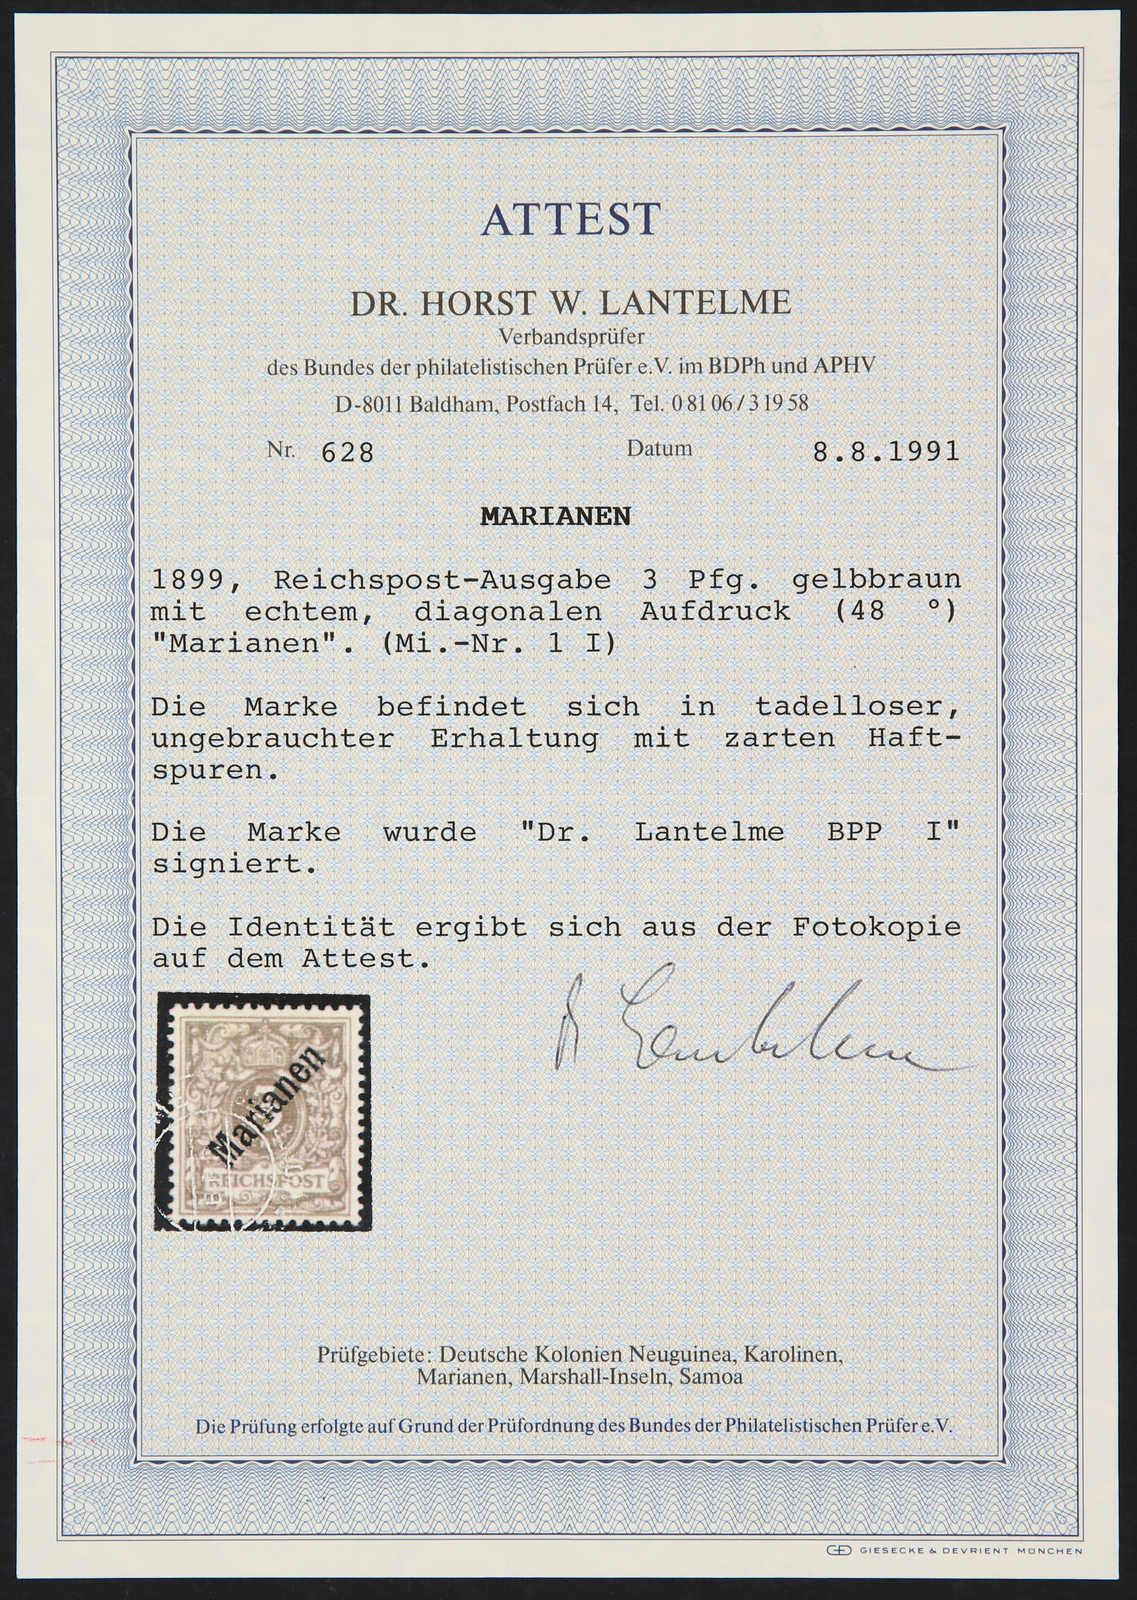 ATTEST
DR. HORST W. LANTELME
Verbandsprüfer
des Bundes der philatelistischen Prüfer e.V. im BDPh und APHV
D-8011 Baldham, Postfach 14, Tel. 0 81 06 / 3 19 58
Nr. 628 Datum 8.8.1991
MARIANEN
1899, Reichspost-Ausgabe 3 Pfg. gelbbraun
mit echtem, diagonalen Aufdruck (48 °)
"Marianen". (Mi.-Nr. 1 I)
Die Marke befindet sich in tadelloser,
ungebrauchter Erhaltung mit zarten Haft-
spuren.
Die Marke wurde "Dr. Lantelme BPP I"
signiert.
Die Identität ergibt sich aus der Fotokopie
auf dem Attest.
Dr Lantelme
Marianen
REICHSPOST
Prüfgebiete: Deutsche Kolonien Neuguinea, Karolinen,
Marianen, Marshall-Inseln, Samoa
Die Prüfung erfolgte auf Grund der Prüfordnung des Bundes der Philatelistischen Prüfer e.V.
GIESECKE & DEVRIENT MÜNCHEN